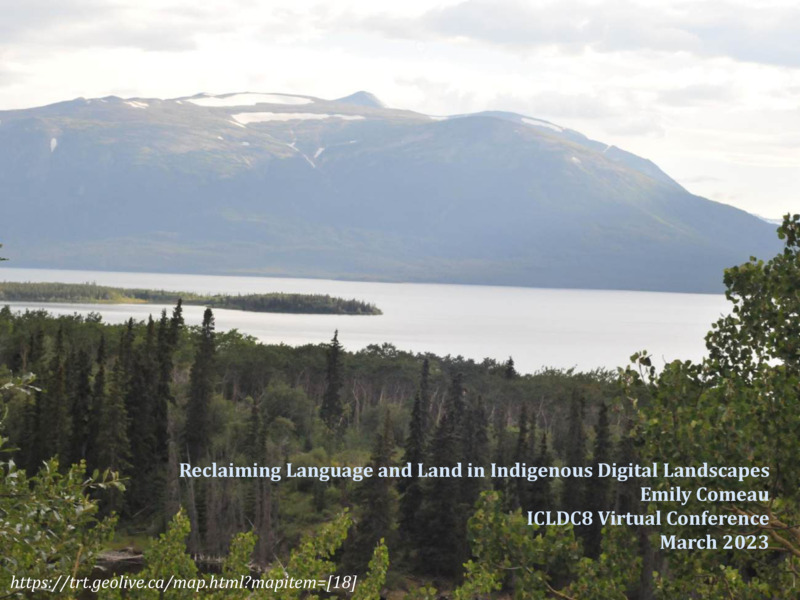 Reclaiming Language and Land in Indigenous Digital Landscapes
Emily Comeau
ICLDC8 Virtual Conference
March 2023
https://trt.geolive.ca/map.html?mapitem=[18]